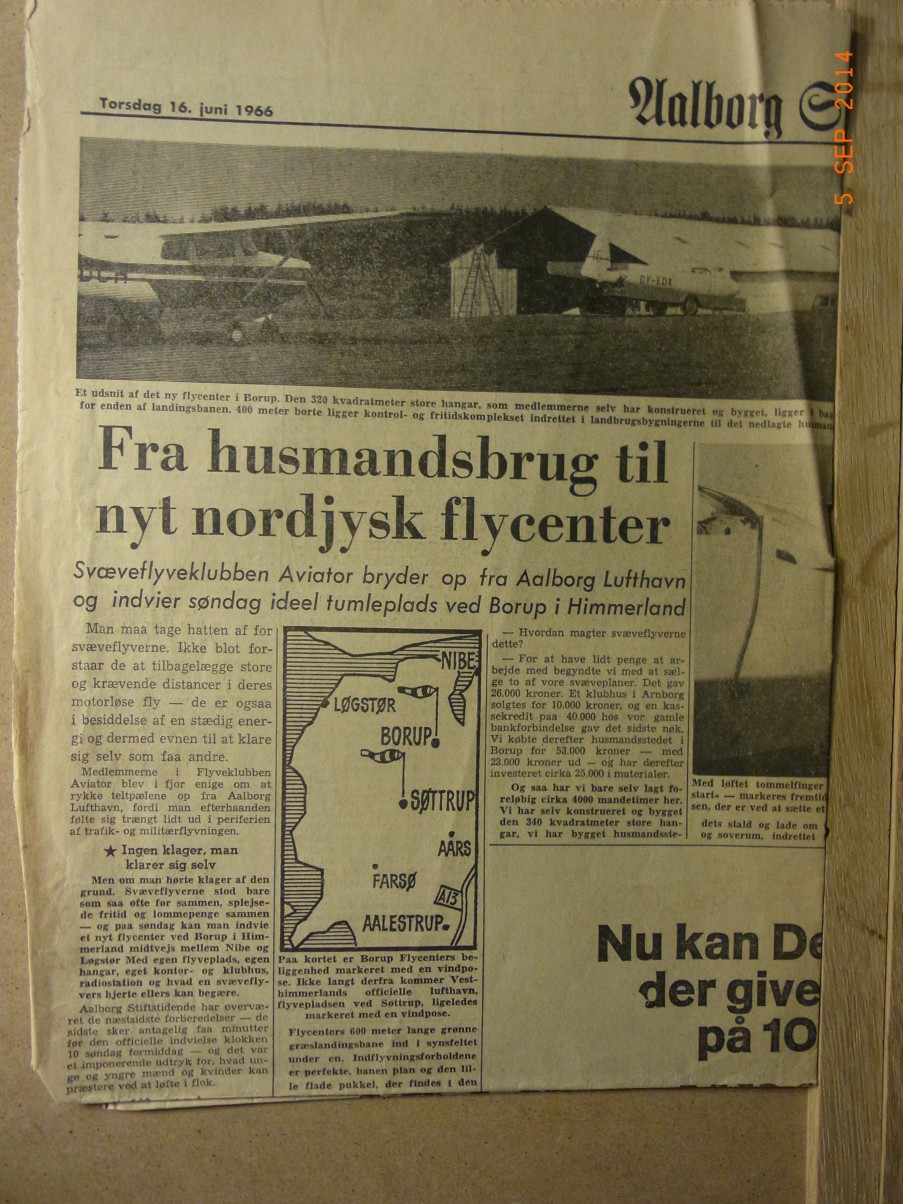 Torsdag 16. juni 1966
Aalborg S
5 SEP 2014
OY-EDX
Et udsnit af det ny flycenter i Borup. Den 320 kvadratmeter store hangar, som medlemmerne selv har konstrueret og bygget, ligger i bag
for enden af landingsbanen. 400 meter borte ligger kontrol- og fritidskomplekset indrettet i landbrugsbygningerne til det nedlagte husman
Fra husmandsbrug til
nyt nordjysk flycenter
Svæveflyveklubben Aviator bryder op fra Aalborg Lufthavn
og indvier søndag ideel tumleplads ved Borup i Himmerland
Man maa tage hatten af for
svæveflyverne. Ikke blot for-
staar de at tilbagelægge store
og krævende distancer i deres
motorløse fly — de er ogsaa
i besiddelse af en stædig ener-
gi og dermed evnen til at klare
sig selv som faa andre.
Medlemmerne i Flyveklubben
Aviator blev i fjor enige om at
rykke teltpælene op fra Aalborg
Lufthavn, fordi man efterhaanden
følte sig trængt lidt ud i periferien
af trafik- og militærflyvningen.
★ Ingen klager, man
klarer sig selv
Men om man hørte klager af den
grund. Svæveflyverne stod bare
som saa ofte før sammen, splejse-
de fritid og lommepenge sammen
— og paa søndag kan man indvie
et nyt flycenter ved Borup i Him-
merland midtvejs mellem Nibe og
Løgstør Med egen flyveplads, egen
hangar, eget kontor- og klubhus,
radiostation og hvad en svævefly-
vers hjerte ellers kan begære.
Aalborg Stiftstidende har overvæ-
ret de næstsidste forberedelser — de
sidste sker antagelig faa minutter
før den officielle indvielse klokken
10 søndag formiddag — og det var
et imponerende udtryk for, hvad un-
ge og yngre mænd og kvinder kan
præstere ved at løfte i flok.
NIBE
LØGSTØR
BORUP
SØTTRUP
AARS
FARSØ
A13
AALESTRUP
Paa kortet er Borup Flycenters be-
liggenhed markeret med en vindpo-
se. Ikke langt derfra kommer Vest-
himmerlands officielle lufthavn,
flyvepladsen ved Søttrup, ligeledes
markeret med en vindpose.
Flycenters 600 meter lange grønne
græslandingsbane ind i synsfeltet
under en. Indflyvningsforholdene
er perfekte, banen plan og den lil-
le flade pukkel, der findes i den
— Hvordan magter svæveflyverne
dette?
— For at have lidt penge at ar-
bejde med begyndte vi med at sæl-
ge to af vore svæveplaner. Det gav
26.000 kroner. Et klubhus i Arnborg
solgtes for 10.000 kroner, og en kas-
sekredit paa 40.000 hos vor gamle
bankforbindelse gav det sidste nøk.
Vi købte derefter husmandsstedet i
Borup for 53.000 kroner — med
23.000 kroner ud — og har derefter
investeret cirka 25.000 i materialer.
Og saa har vi bare selv lagt fo-
reløbig cirka 4000 mandetimer her.
Vi har selv konstrueret og bygget
den 340 kvadratmeter store han-
gar, vi har bygget husmandsste-
Med løftet tommelfinger
start« — markeres fremtid
sen, der er ved at sætte et
dets stald og lade om
og soverum, indrettet
Nu kan De
der give
på 10